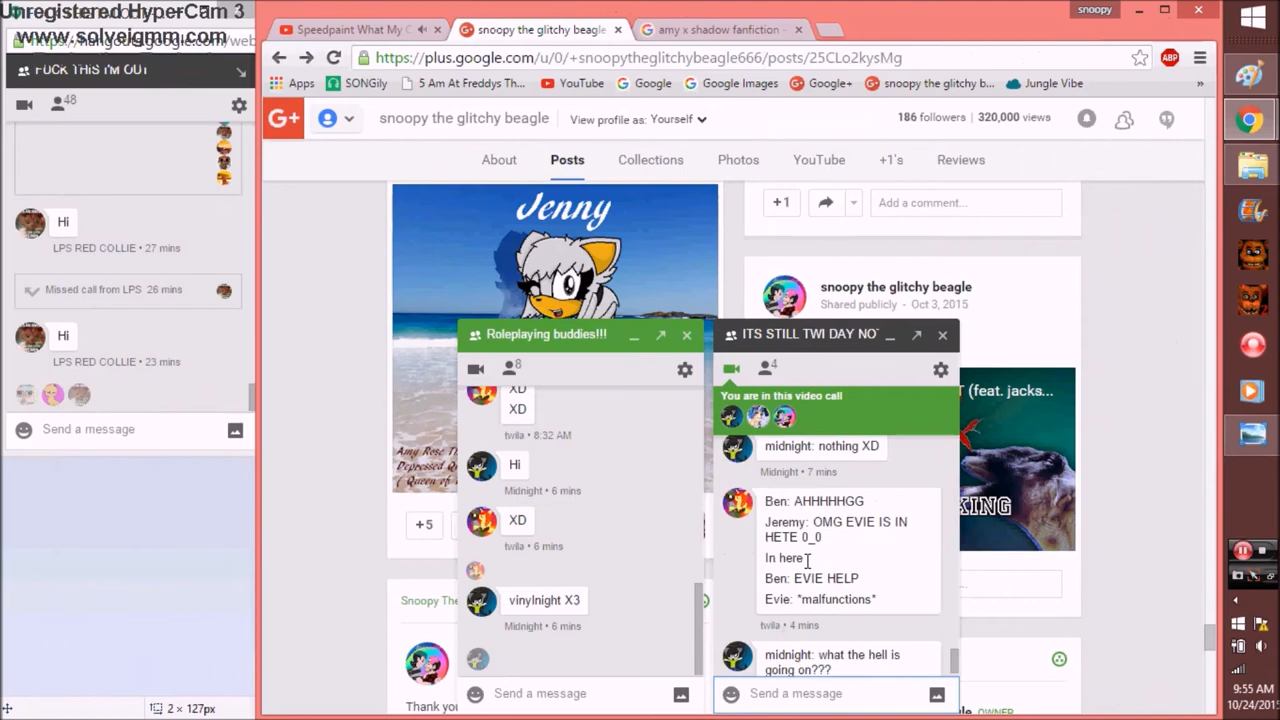 Unregistered HyperCam 3
www.solveigmm.com
FUCK THIS I'M OUT
48
Hi
LPS RED COLLIE • 27 mins
Missed call from LPS 26 mins
Hi
LPS RED COLLIE • 23 mins
Send a message
2 × 127px
snoopy
Speedpaint What My C
snoopy the glitchy beagle
amy x shadow fanfiction -
https://plus.google.com/u/0/+snoopytheglitchybeagle666/posts/25CLo2kysMg
ABP
Apps
SONGily
5 Am At Freddys Th...
YouTube
Google
Google Images
Google+
snoopy the glitchy b...
Jungle Vibe
»
G+
snoopy the glitchy beagle
View profile as: Yourself
186 followers
320,000 views
About
Posts
Collections
Photos
YouTube
+1's
Reviews
Jenny
Amy Rose Th
Depressed Q
( Queen of
+5
Snoopy The
Thank you
+1
Add a comment...
snoopy the glitchy beagle
Shared publicly - Oct 3, 2015
T (feat. jacks...
KING
OWNER
Roleplaying buddies!!!
8
XD
XD
twila • 8:32 AM
Hi
Midnight • 6 mins
XD
twila • 6 mins
vinylnight X3
Midnight • 6 mins
Send a message
ITS STILL TWI DAY NO
4
You are in this video call
midnight: nothing XD
Midnight • 7 mins
Ben: AHHHHHGG
Jeremy: OMG EVIE IS IN
HETE 0_0
In here
Ben: EVIE HELP
Evie: *malfunctions*
twila • 4 mins
midnight: what the hell is
going on???
Send a message
9:55 AM